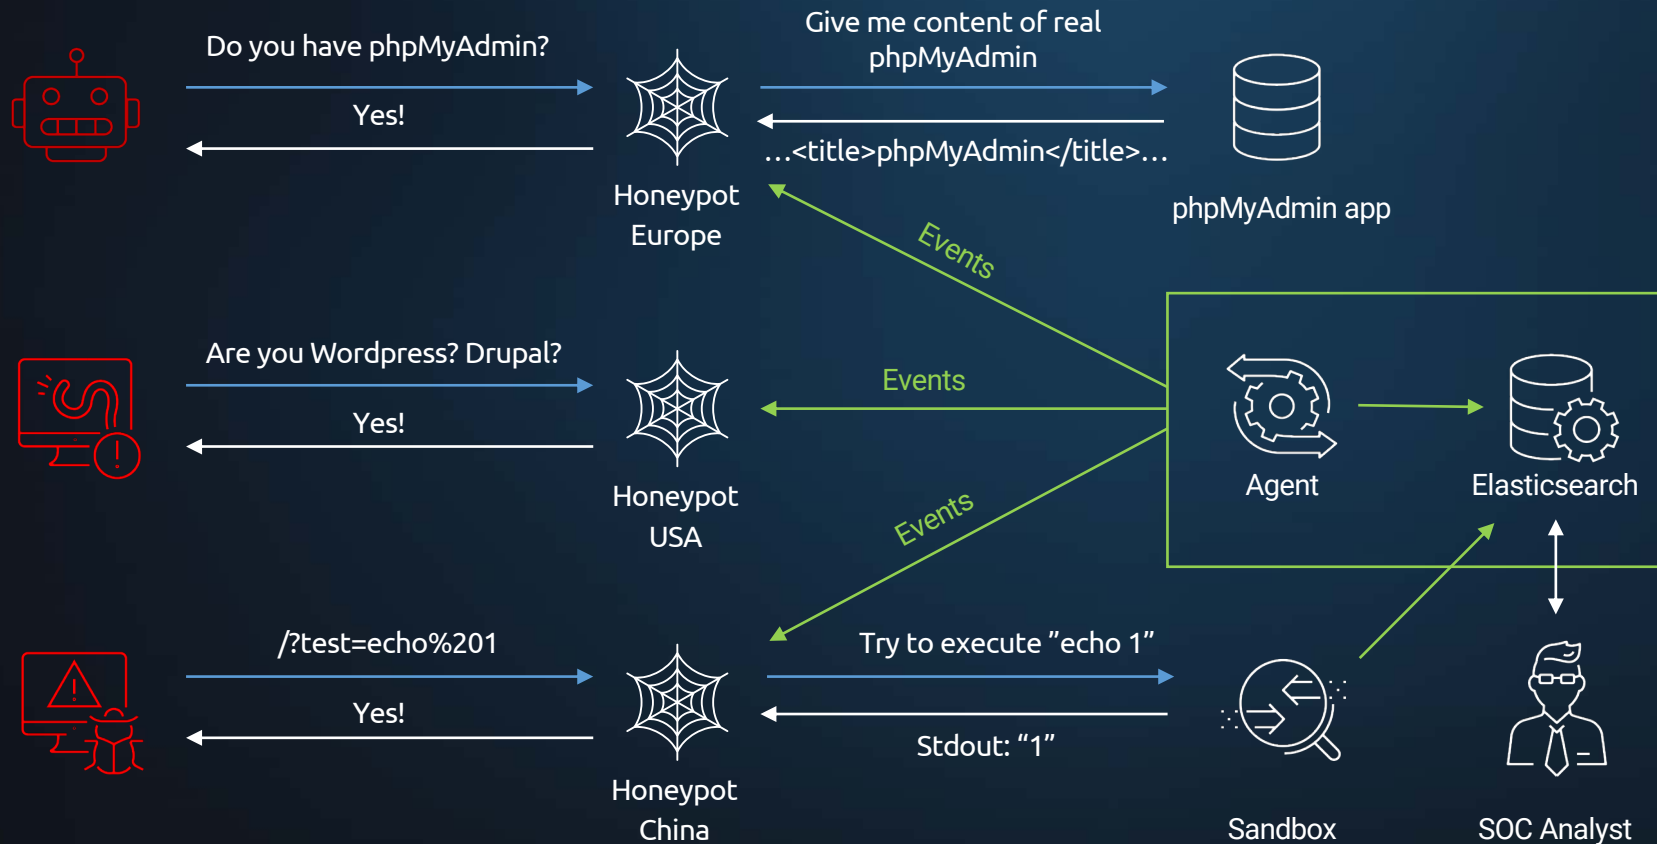 Do you have phpMyAdmin?
Yes!
Give me content of real
phpMyAdmin
…<title>phpMyAdmin</title>…
Honeypot
Europe
phpMyAdmin app
Events
Are you Wordpress? Drupal?
Yes!
Honeypot
USA
Events
Agent
Elasticsearch
Events
/?test=echo%201
Yes!
Honeypot
China
Try to execute ”echo 1”
Stdout: “1”
Sandbox
SOC Analyst